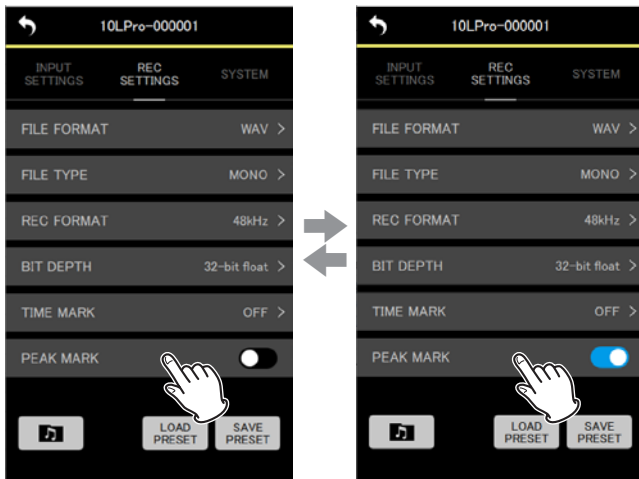 10LPro-000001
INPUT SETTINGS
REC SETTINGS
SYSTEM
FILE FORMAT WAV >
FILE TYPE MONO >
REC FORMAT 48kHz >
BIT DEPTH 32-bit float >
TIME MARK OFF >
PEAK MARK
LOAD PRESET
SAVE PRESET
10LPro-000001
INPUT SETTINGS
REC SETTINGS
SYSTEM
FILE FORMAT WAV >
FILE TYPE MONO >
REC FORMAT 48kHz >
BIT DEPTH 32-bit float >
TIME MARK OFF >
PEAK MARK
LOAD PRESET
SAVE PRESET